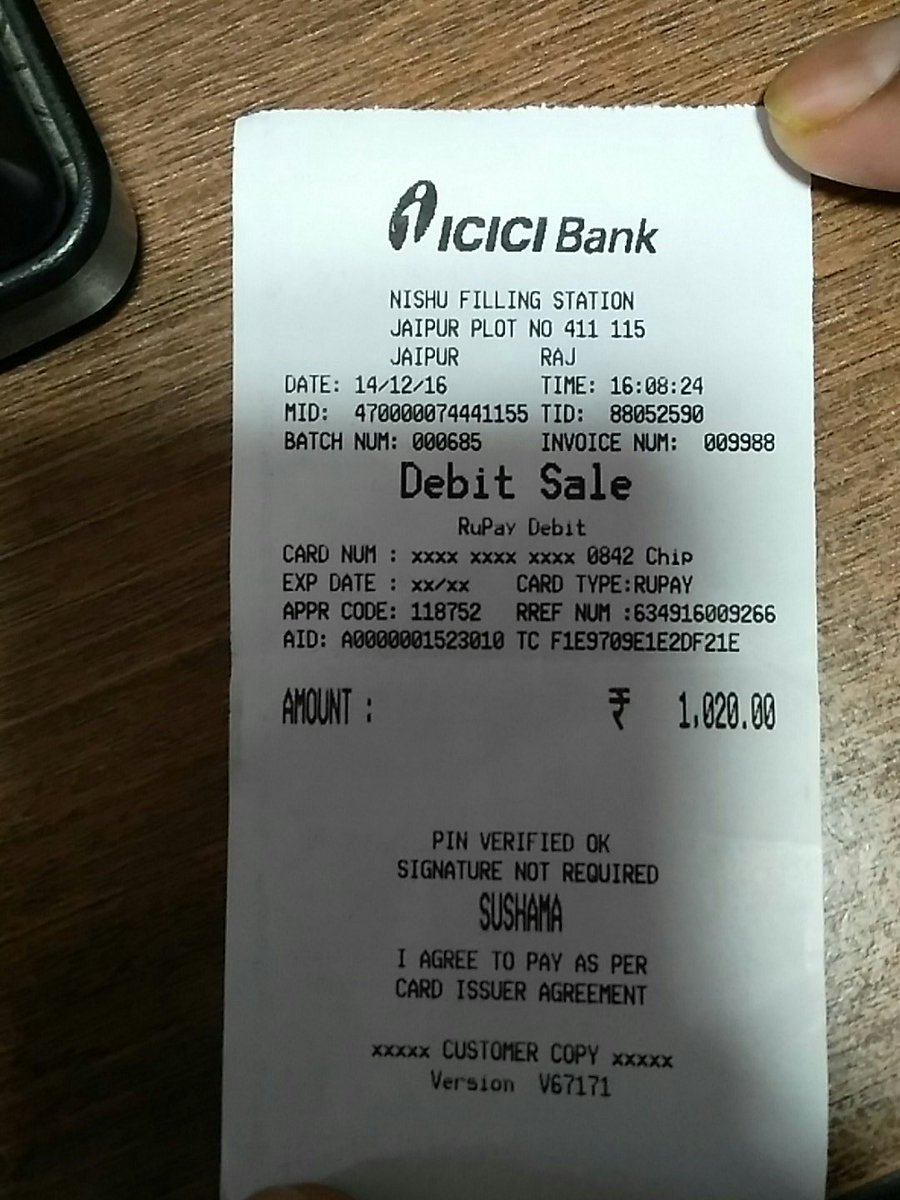 ICICI Bank
NISHU FILLING STATION
JAIPUR PLOT NO 411 115
JAIPUR RAJ
DATE: 14/12/16 TIME: 16:08:24
MID: 470000074441155 TID: 88052590
BATCH NUM: 000685 INVOICE NUM: 009988
Debit Sale
RuPay Debit
CARD NUM : xxxx xxxx xxxx 0842 Chip
EXP DATE : xx/xx CARD TYPE:RUPAY
APPR CODE: 118752 RREF NUM :634916009266
AID: A0000001523010 TC F1E9709E1E2DF21E
AMOUNT : ₹ 1,020.00
PIN VERIFIED OK
SIGNATURE NOT REQUIRED
SUSHAMA
I AGREE TO PAY AS PER
CARD ISSUER AGREEMENT
xxxxx CUSTOMER COPY xxxxx
Version V67171